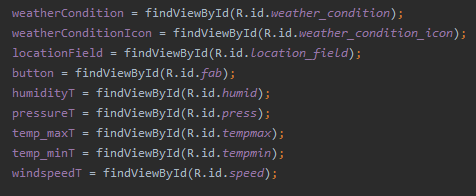 weatherCondition = findViewById(R.id.weather_condition);
weatherConditionIcon = findViewById(R.id.weather_condition_icon);
locationField = findViewById(R.id.location_field);
button = findViewById(R.id.fab);
humidityT = findViewById(R.id.humid);
pressureT = findViewById(R.id.press);
temp_maxT = findViewById(R.id.tempmax);
temp_minT = findViewById(R.id.tempmin);
windspeedT = findViewById(R.id.speed);